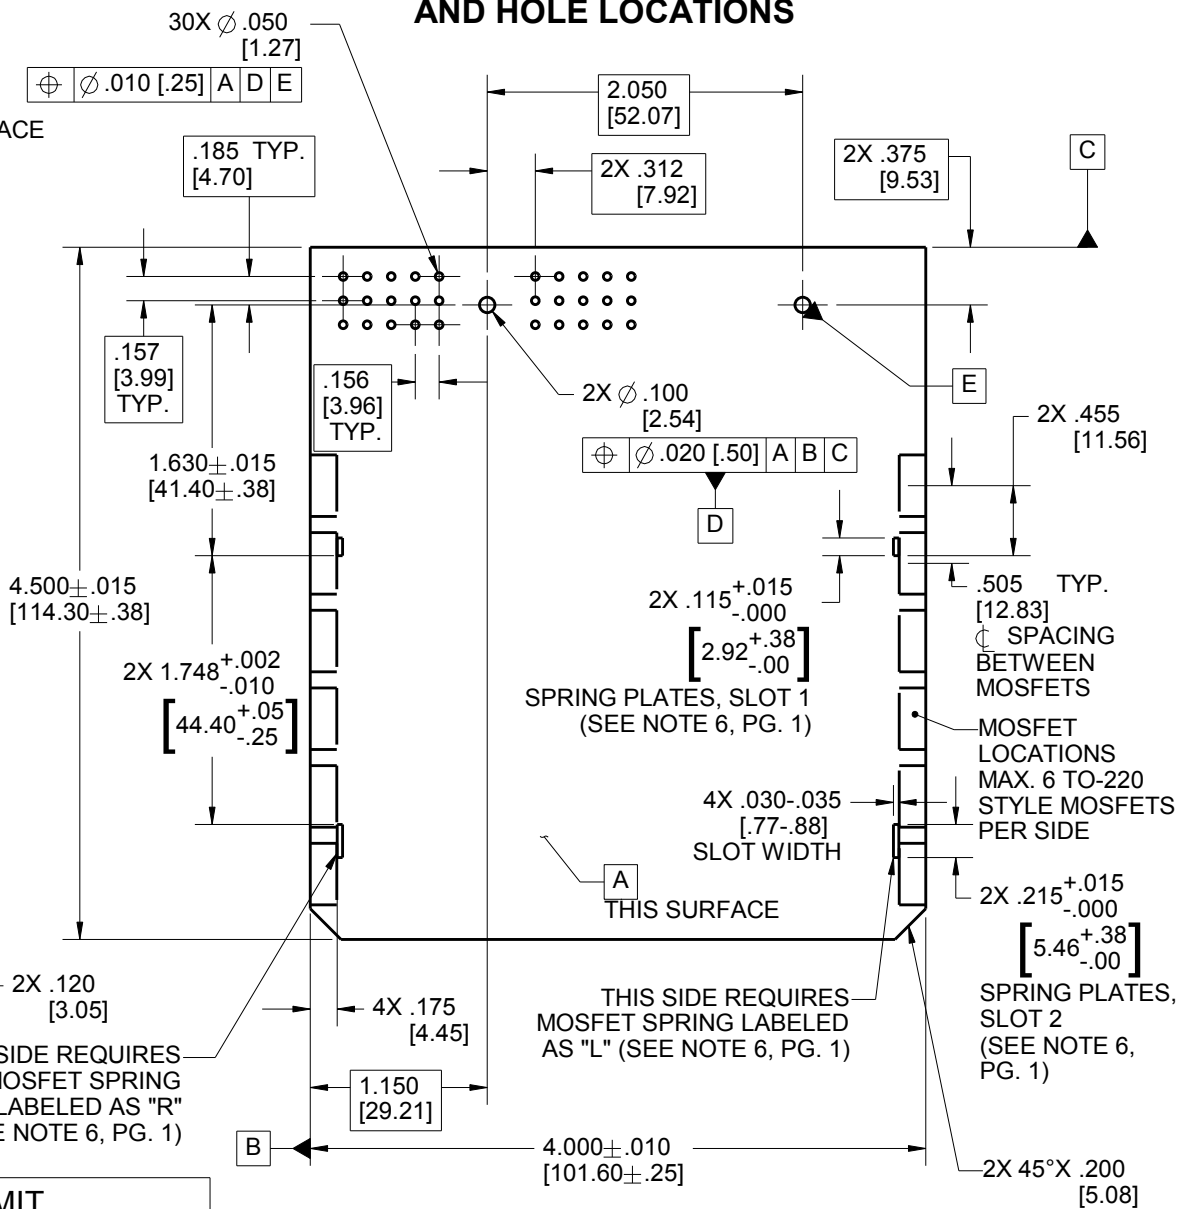 AND HOLE LOCATIONS
30X ⌀ .050
[1.27]
⌖ ⌀ .010 [.25] A D E
ACE
.185 TYP.
[4.70]
2.050
[52.07]
2X .312
[7.92]
2X .375
[9.53]
C
.157
[3.99]
TYP.
.156
[3.96]
TYP.
2X ⌀ .100
[2.54]
⌖ ⌀ .020 [.50] A B C
D
E
2X .455
[11.56]
1.630±.015
[41.40±.38]
4.500±.015
[114.30±.38]
2X .115 +.015
-.000
[2.92 +.38
-.00]
SPRING PLATES, SLOT 1
(SEE NOTE 6, PG. 1)
.505 TYP.
[12.83]
℄ SPACING
BETWEEN
MOSFETS
2X 1.748 +.002
-.010
[44.40 +.05
-.25]
MOSFET
LOCATIONS
MAX. 6 TO-220
STYLE MOSFETS
PER SIDE
4X .030-.035
[.77-.88]
SLOT WIDTH
A
THIS SURFACE
2X .215 +.015
-.000
[5.46 +.38
-.00]
SPRING PLATES,
SLOT 2
(SEE NOTE 6,
PG. 1)
2X .120
[3.05]
4X .175
[4.45]
THIS SIDE REQUIRES
MOSFET SPRING LABELED
AS "L" (SEE NOTE 6, PG. 1)
SIDE REQUIRES
MOSFET SPRING
LABELED AS "R"
E NOTE 6, PG. 1)
1.150
[29.21]
B
4.000±.010
[101.60±.25]
2X 45°X .200
[5.08]
MIT